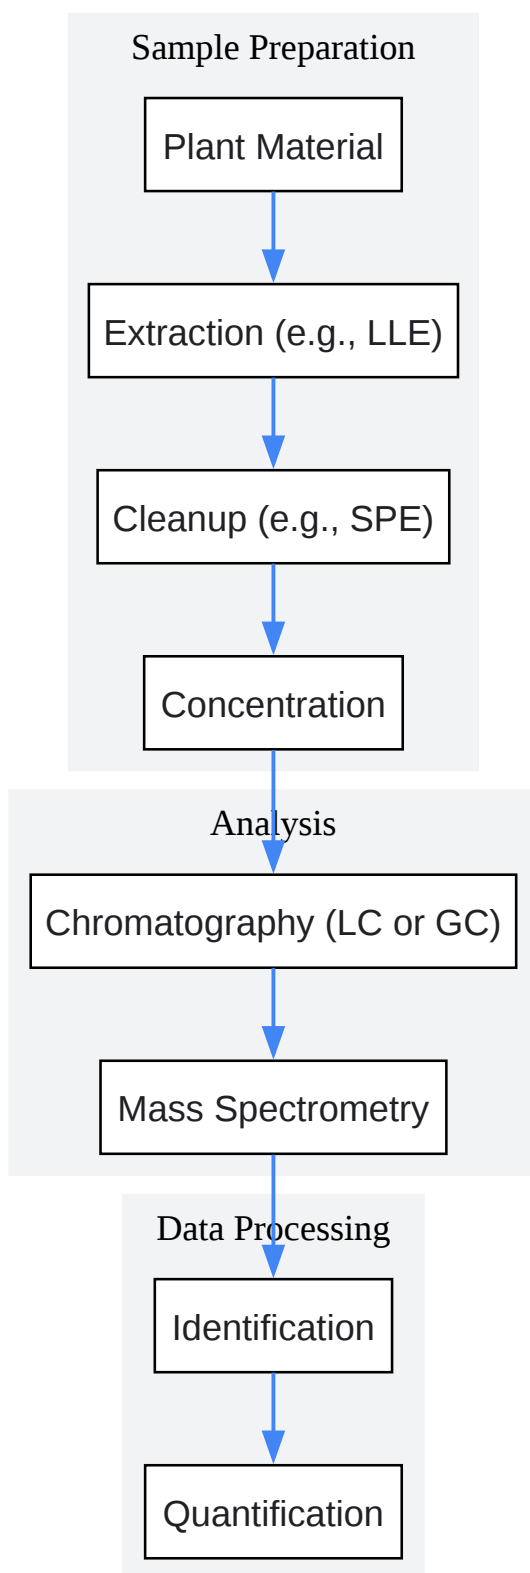 Sample Preparation
Plant Material
Extraction (e.g., LLE)
Cleanup (e.g., SPE)
Concentration
Analysis
Chromatography (LC or GC)
Mass Spectrometry
Data Processing
Identification
Quantification